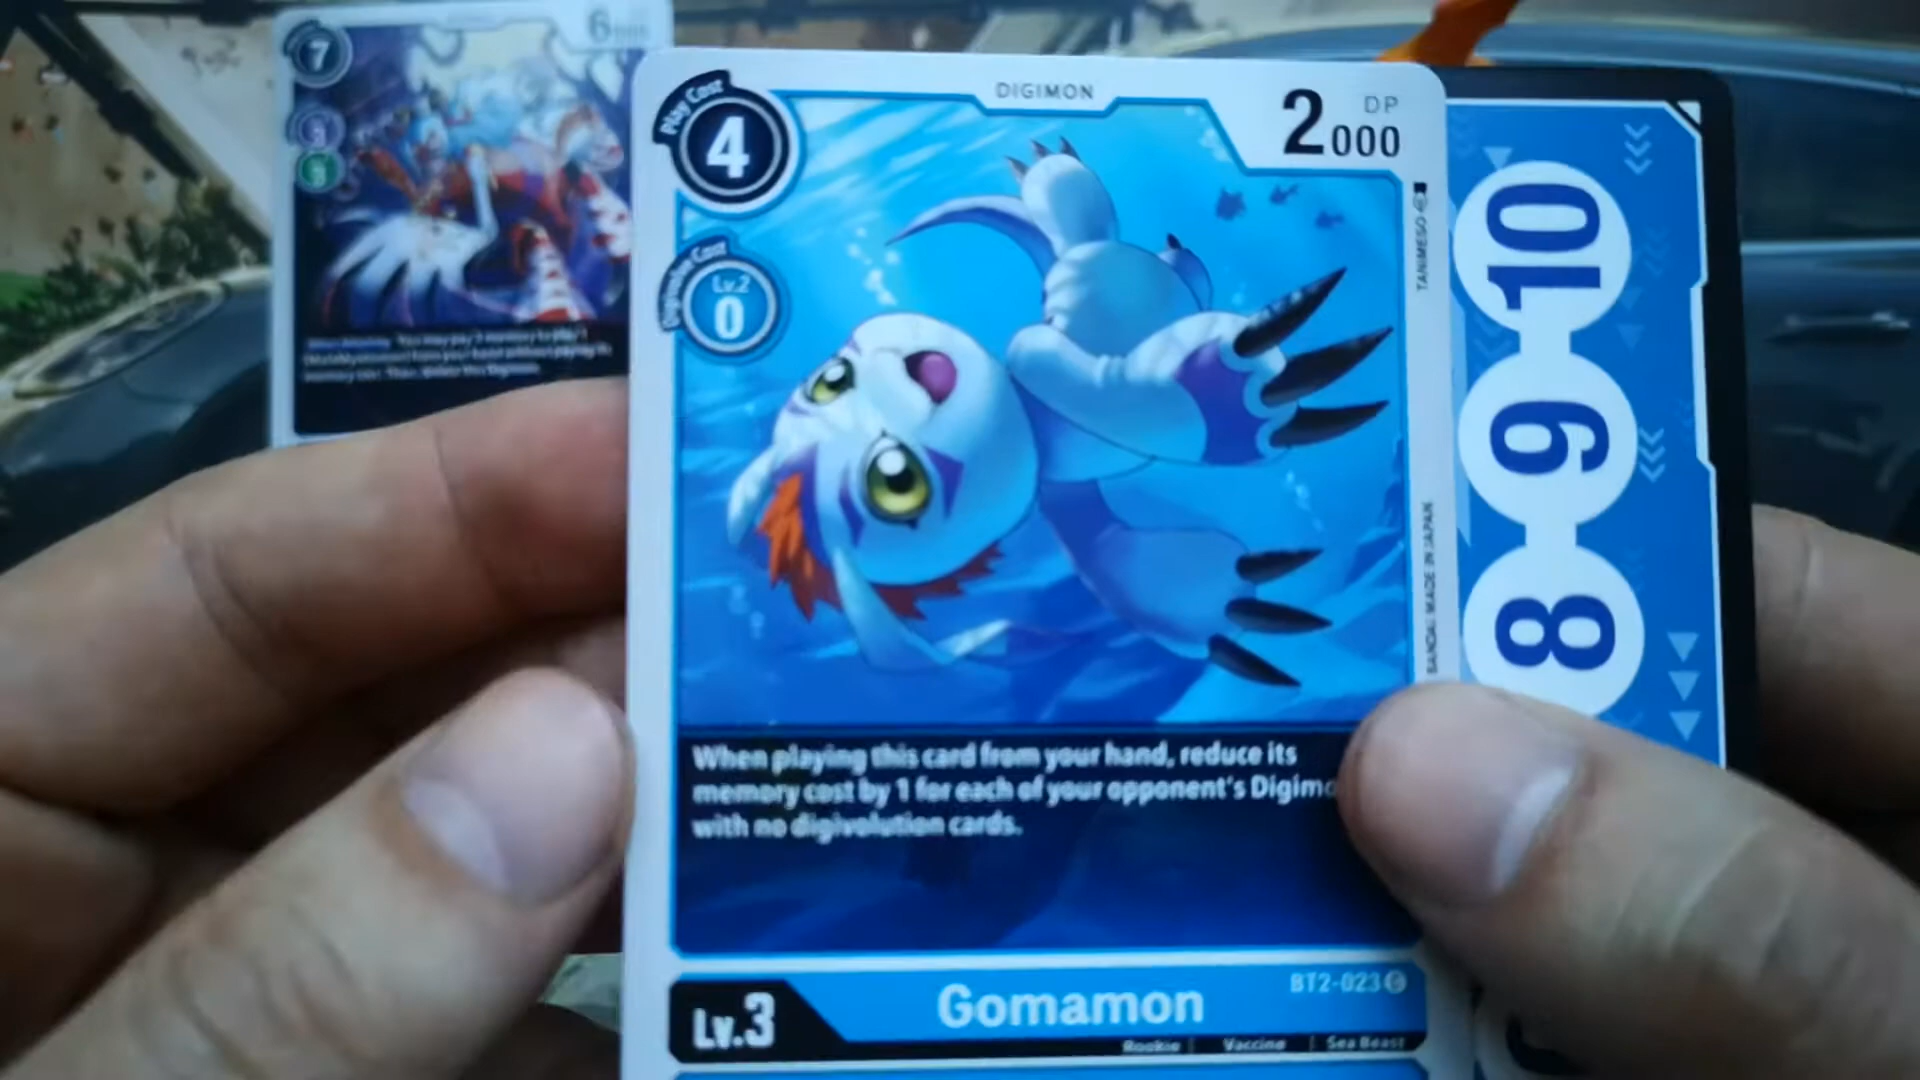 7
6000
DIGIMON
Play Cost
4
2000
DP
Digivolve Cost
Lv.2
0
TANIMESO
BANDAI MADE IN JAPAN
10
9
8
When playing this card from your hand, reduce its
memory cost by 1 for each of your opponent's Digimo
with no digivolution cards.
Lv.3
Gomamon
BT2-023 C
Rookie | Vaccine | Sea Beast